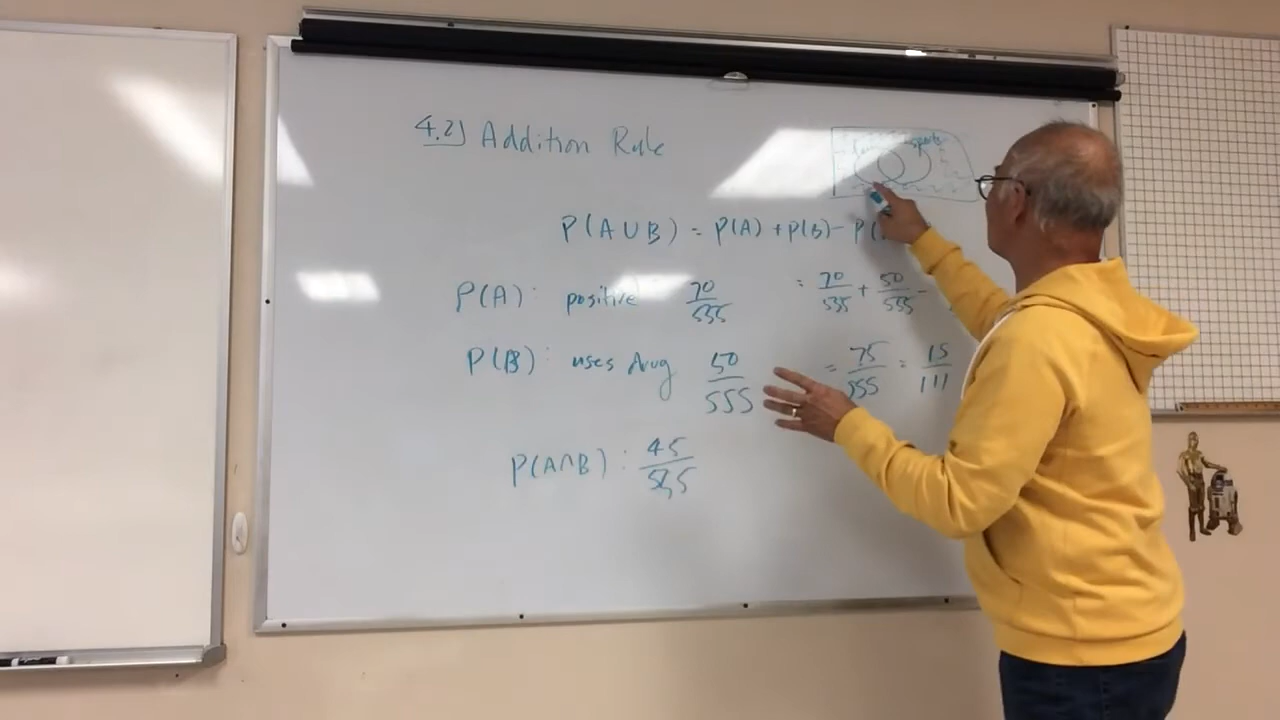 4.2) Addition Rule
sports
P(A ∪ B) = P(A) + P(B) - P(
P(A): positive 70/555
= 70/555 + 50/555 -
P(B): uses drug 50/555
= 75/555 = 15/111
P(A∩B): 45/555